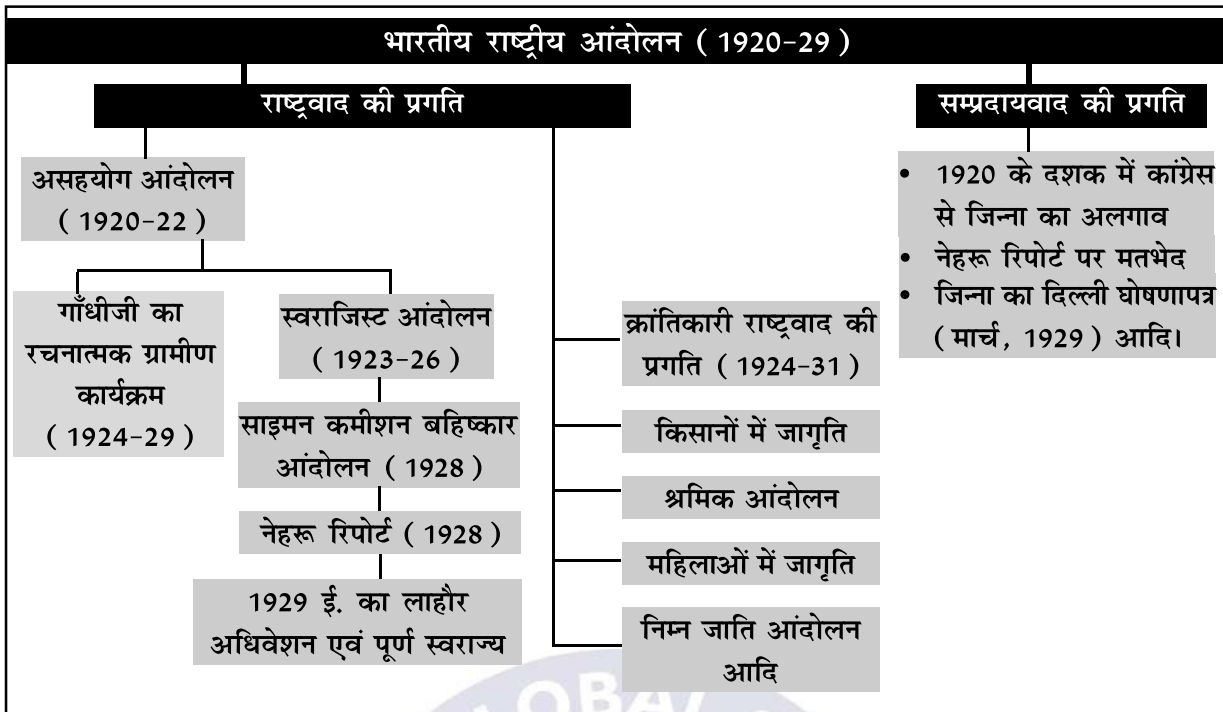 भारतीय राष्ट्रीय आंदोलन ( 1920-29 )
राष्ट्रवाद की प्रगति
असहयोग आंदोलन
( 1920-22 )
गाँधीजी का
रचनात्मक ग्रामीण
कार्यक्रम
( 1924-29 )
स्वराजिस्ट आंदोलन
( 1923-26 )
साइमन कमीशन बहिष्कार
आंदोलन ( 1928 )
नेहरू रिपोर्ट ( 1928 )
1929 ई. का लाहौर
अधिवेशन एवं पूर्ण स्वराज्य
क्रांतिकारी राष्ट्रवाद की
प्रगति ( 1924-31 )
किसानों में जागृति
श्रमिक आंदोलन
महिलाओं में जागृति
निम्न जाति आंदोलन
आदि
सम्प्रदायवाद की प्रगति
• 1920 के दशक में कांग्रेस
से जिन्ना का अलगाव
• नेहरू रिपोर्ट पर मतभेद
• जिन्ना का दिल्ली घोषणापत्र
( मार्च, 1929 ) आदि।